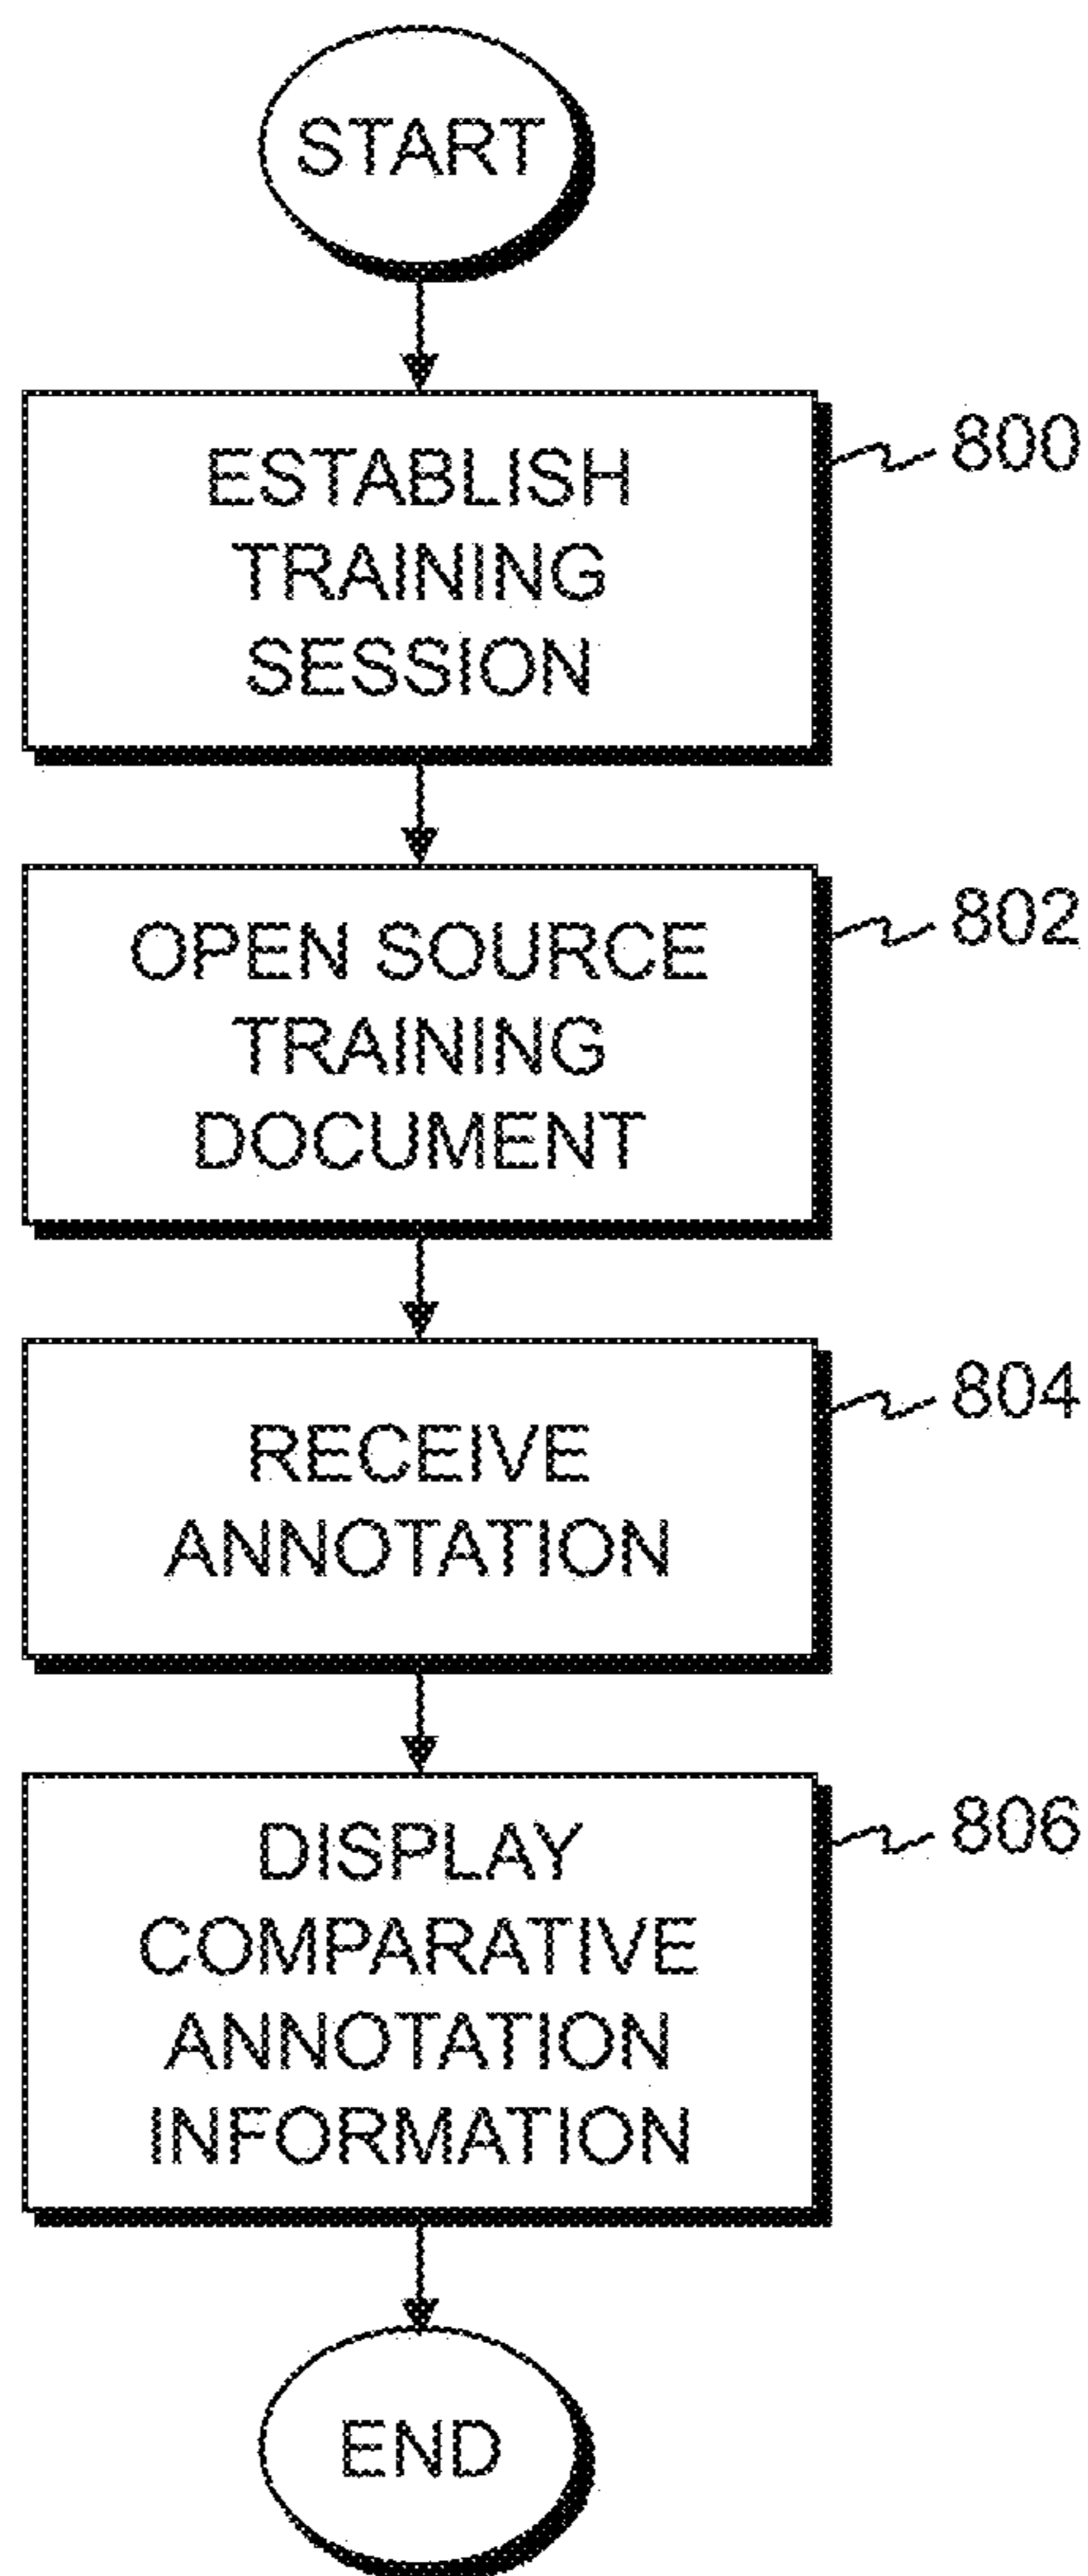 START
ESTABLISH
TRAINING
SESSION
800
OPEN SOURCE
TRAINING
DOCUMENT
802
RECEIVE
ANNOTATION
804
DISPLAY
COMPARATIVE
ANNOTATION
INFORMATION
806
END